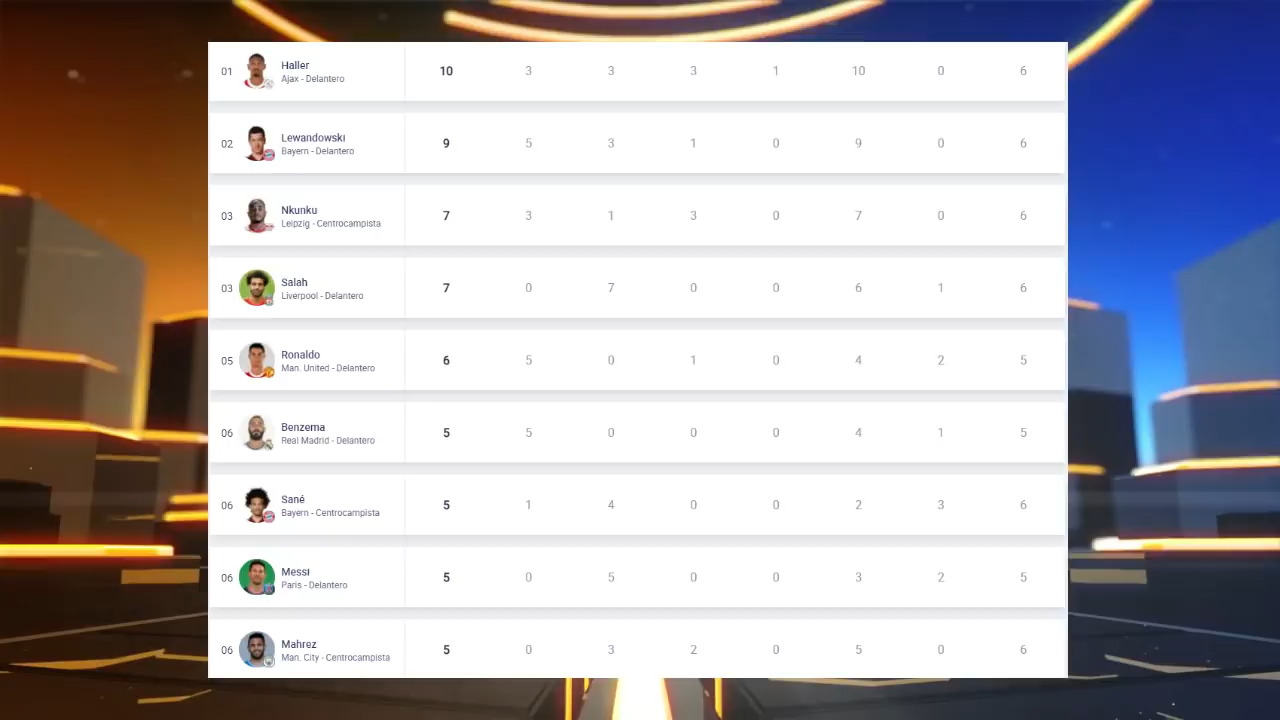 01 Haller 10 3 3 3 1 10 0 6
Ajax - Delantero
02 Lewandowski 9 5 3 1 0 9 0 6
Bayern - Delantero
03 Nkunku 7 3 1 3 0 7 0 6
Leipzig - Centrocampista
03 Salah 7 0 7 0 0 6 1 6
Liverpool - Delantero
05 Ronaldo 6 5 0 1 0 4 2 5
Man. United - Delantero
06 Benzema 5 5 0 0 0 4 1 5
Real Madrid - Delantero
06 Sané 5 1 4 0 0 2 3 6
Bayern - Centrocampista
06 Messi 5 0 5 0 0 3 2 5
Paris - Delantero
06 Mahrez 5 0 3 2 0 5 0 6
Man. City - Centrocampista